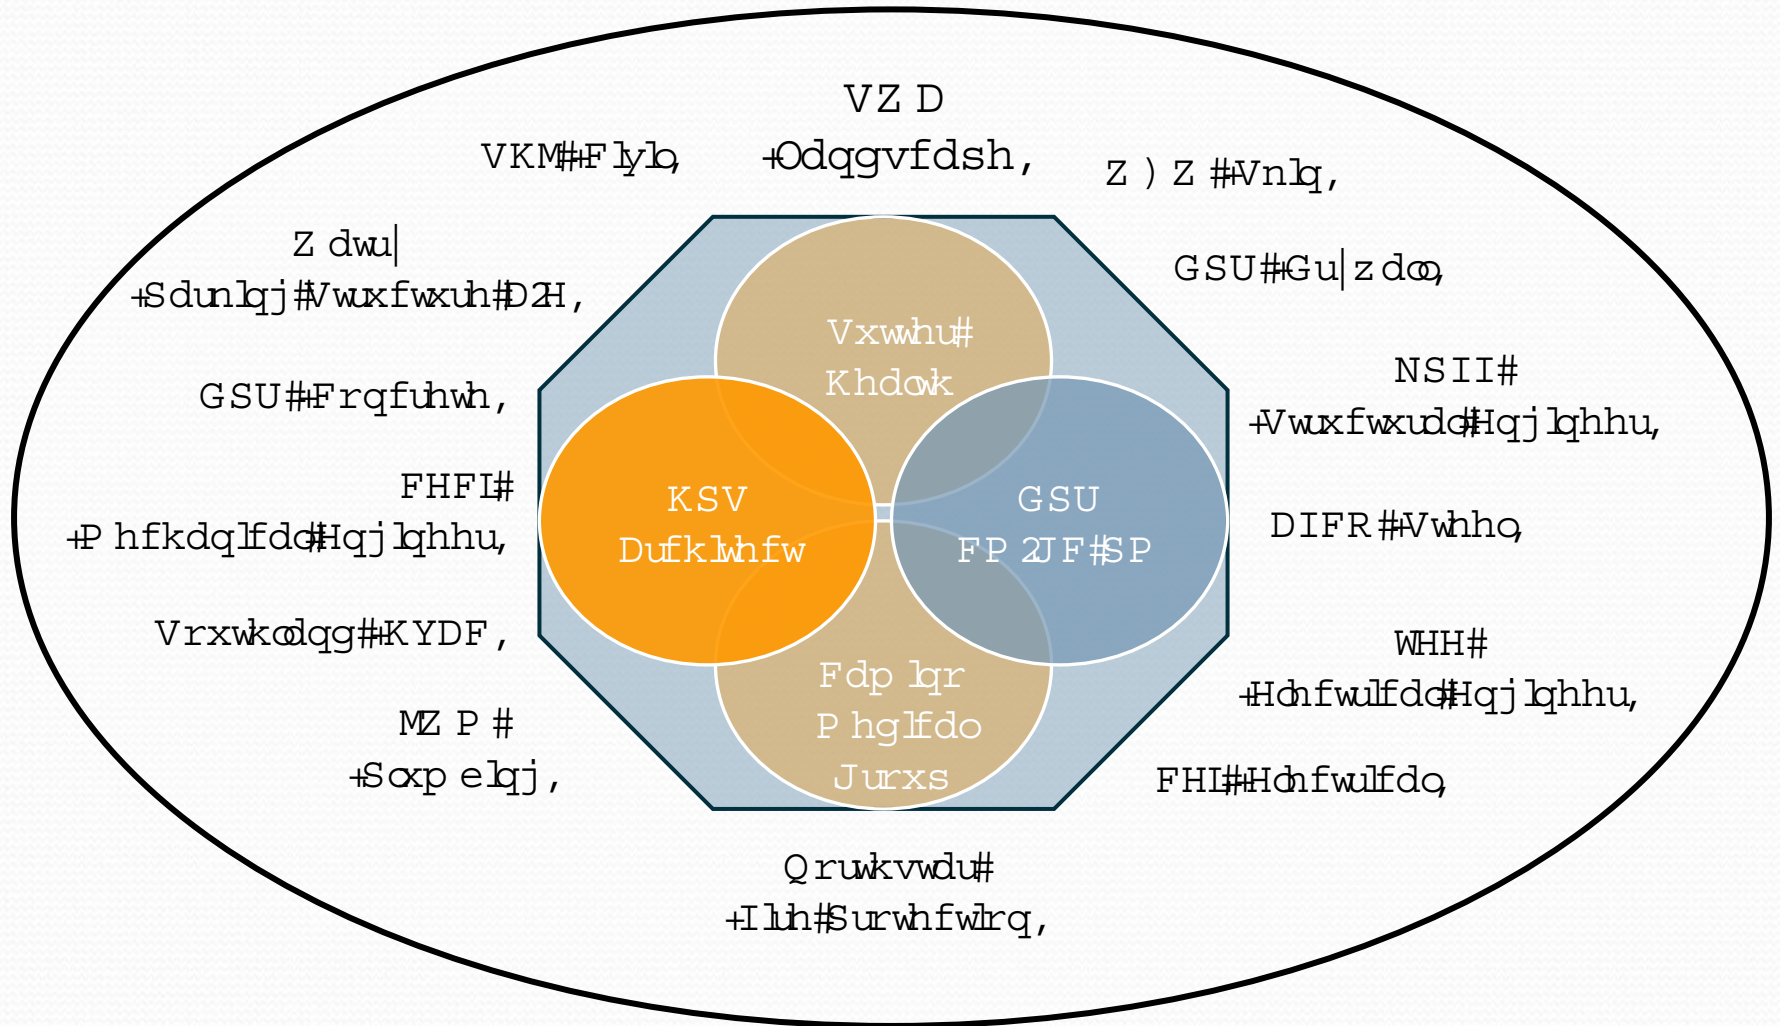 VZD
+Odqgvfdsh,
VKM#+Flylo,
Z)Z#+Vnlq,
Zdwu|
+Sdunlqj#Vwuxfwxuh#D2H,
GSU#+Gu|zdoo,
Vxwwhu#
Khdowk
NSII#
+Vwuxfwxudo#Hqjlqhhu,
GSU#+Frqfuhwh,
FHFI#
+Phfkdqlfdo#Hqjlqhhu,
KSV
Dufklwhfw
GSU
FP2JF#SP
DIFR#+Vwhho,
Vrxwkodqg#+KYDF,
WHH#
+Hohfwulfdo#Hqjlqhhu,
Fdplqr
Phglfdo
Jurxs
MZP#
+Soxpelqj,
FHI#+Hohfwulfdo,
Qruwkvwdu#
+Iluh#Surwhfwlrq,